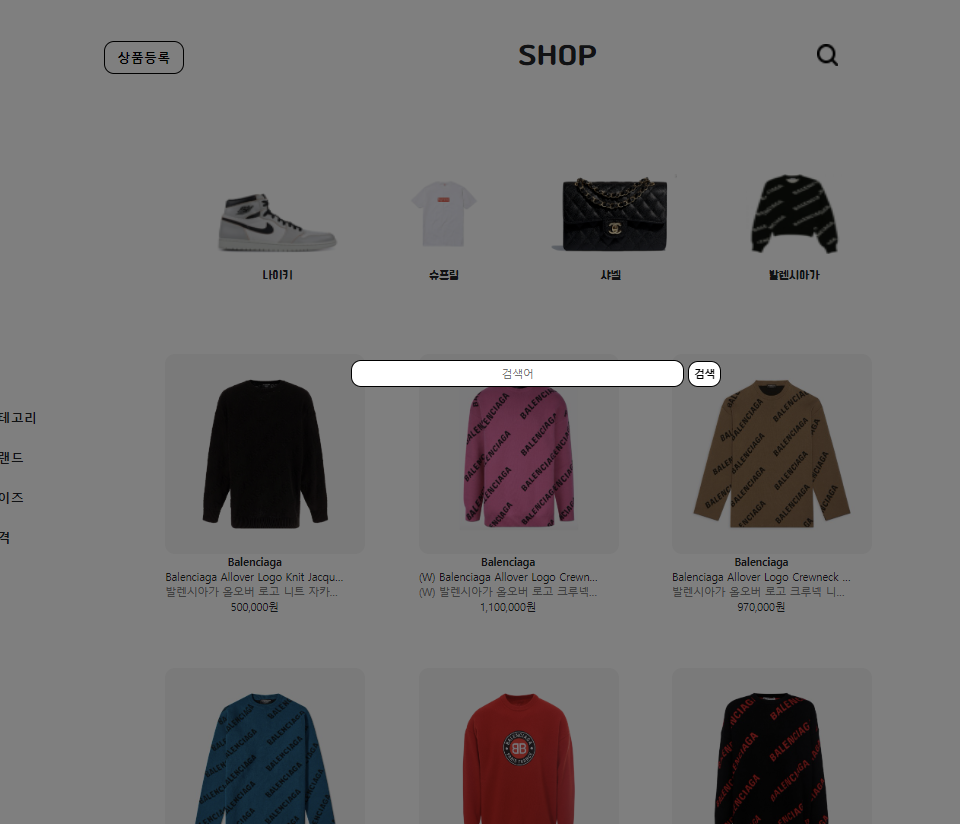 상품등록
SHOP
나이키
슈프림
샤넬
발렌시아가
검색어
검색
테고리
랜드
이즈
격
Balenciaga
Balenciaga Allover Logo Knit Jacqu...
발렌시아가 올오버 로고 니트 자카...
500,000원
Balenciaga
(W) Balenciaga Allover Logo Crewn...
(W) 발렌시아가 올오버 로고 크루넥...
1,100,000원
Balenciaga
Balenciaga Allover Logo Crewneck ...
발렌시아가 올오버 로고 크루넥 니...
970,000원